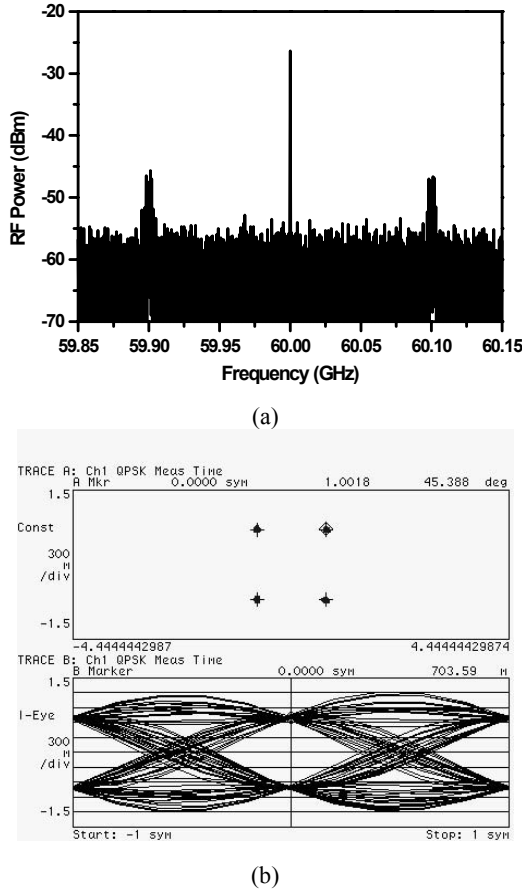 -20
-30
-40
-50
-60
-70
RF Power (dBm)
59.85 59.90 59.95 60.00 60.05 60.10 60.15
Frequency (GHz)
(a)
TRACE A: Ch1 QPSK Meas Time
A Mkr 0.0000 sym 1.0018 45.388 deg
1.5
Const
300
m
/div
-1.5
-4.4444442987 4.44444429874
TRACE B: Ch1 QPSK Meas Time
B Marker 0.0000 sym 703.59 m
1.5
I-Eye
300
m
/div
-1.5
Start: -1 sym Stop: 1 sym
(b)